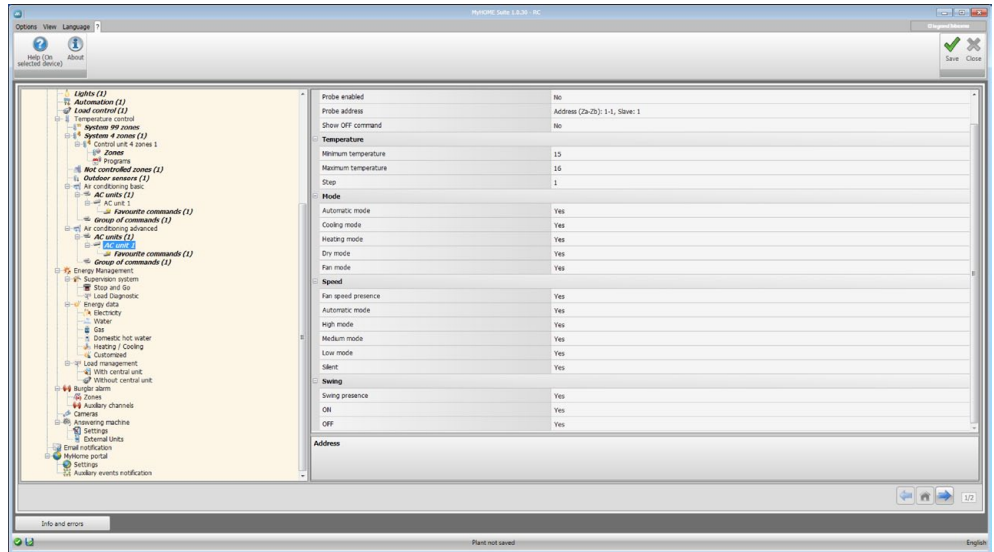 MyHOME Suite 1.0.30 - RC
Options View Language ?
Help (On selected device)
About
Save Close
Lights (1)
Automation (1)
Load control (1)
Temperature control
System 99 zones
System 4 zones (1)
Control unit 4 zones 1
Zones
Programs
Not controlled zones (1)
Outdoor sensors (1)
Air conditioning basic
AC units (1)
AC unit 1
Favourite commands (1)
Group of commands (1)
Air conditioning advanced
AC units (1)
AC unit 1
Favourite commands (1)
Group of commands (1)
Energy Management
Supervision system
Stop and Go
Load Diagnostic
Energy data
Electricity
Water
Gas
Domestic hot water
Heating / Cooling
Customized
Load management
With central unit
Without central unit
Burglar alarm
Zones
Auxiliary channels
Cameras
Answering machine
Settings
External Units
Email notification
MyHome portal
Settings
Auxiliary events notification
Probe enabled No
Probe address Address (Za-Zb): 1-1, Slave: 1
Show OFF command No
Temperature
Minimum temperature 15
Maximum temperature 16
Step 1
Mode
Automatic mode Yes
Cooling mode Yes
Heating mode Yes
Dry mode Yes
Fan mode Yes
Speed
Fan speed presence Yes
Automatic mode Yes
High mode Yes
Medium mode Yes
Low mode Yes
Silent Yes
Swing
Swing presence Yes
ON Yes
OFF Yes
Address
1/2
Info and errors
Plant not saved
English